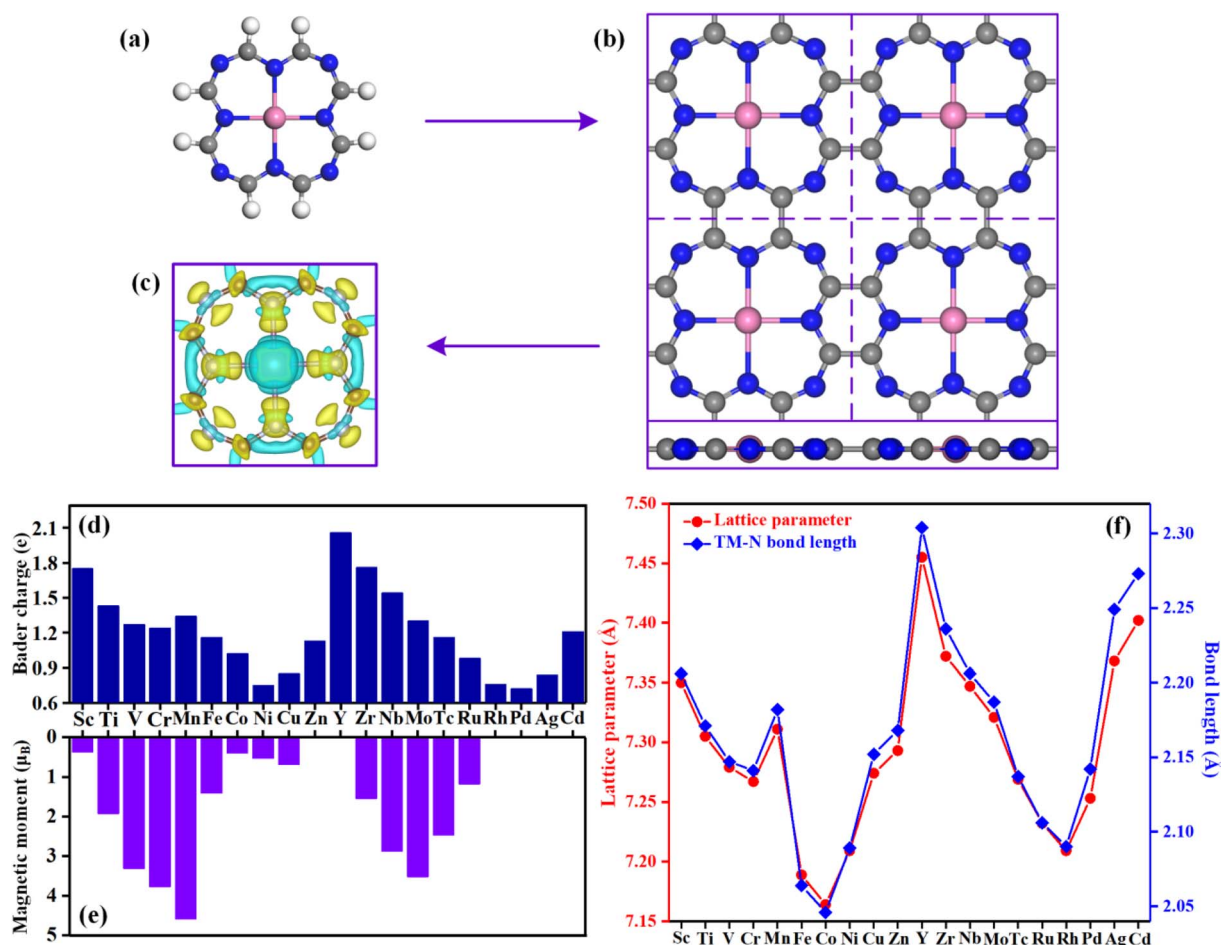 (a)
(b)
(c)
(d)
Bader charge (e)
2.1
1.8
1.5
1.2
0.9
0.6
Sc Ti V Cr Mn Fe Co Ni Cu Zn Y Zr Nb Mo Tc Ru Rh Pd Ag Cd
Magnetic moment (μB)
0
1
2
3
4
5
(e)
(f)
Lattice parameter
TM-N bond length
Lattice parameter (Å)
7.50
7.45
7.40
7.35
7.30
7.25
7.20
7.15
Bond length (Å)
2.30
2.25
2.20
2.15
2.10
2.05
Sc Ti V Cr Mn Fe Co Ni Cu Zn Y Zr Nb Mo Tc Ru Rh Pd Ag Cd